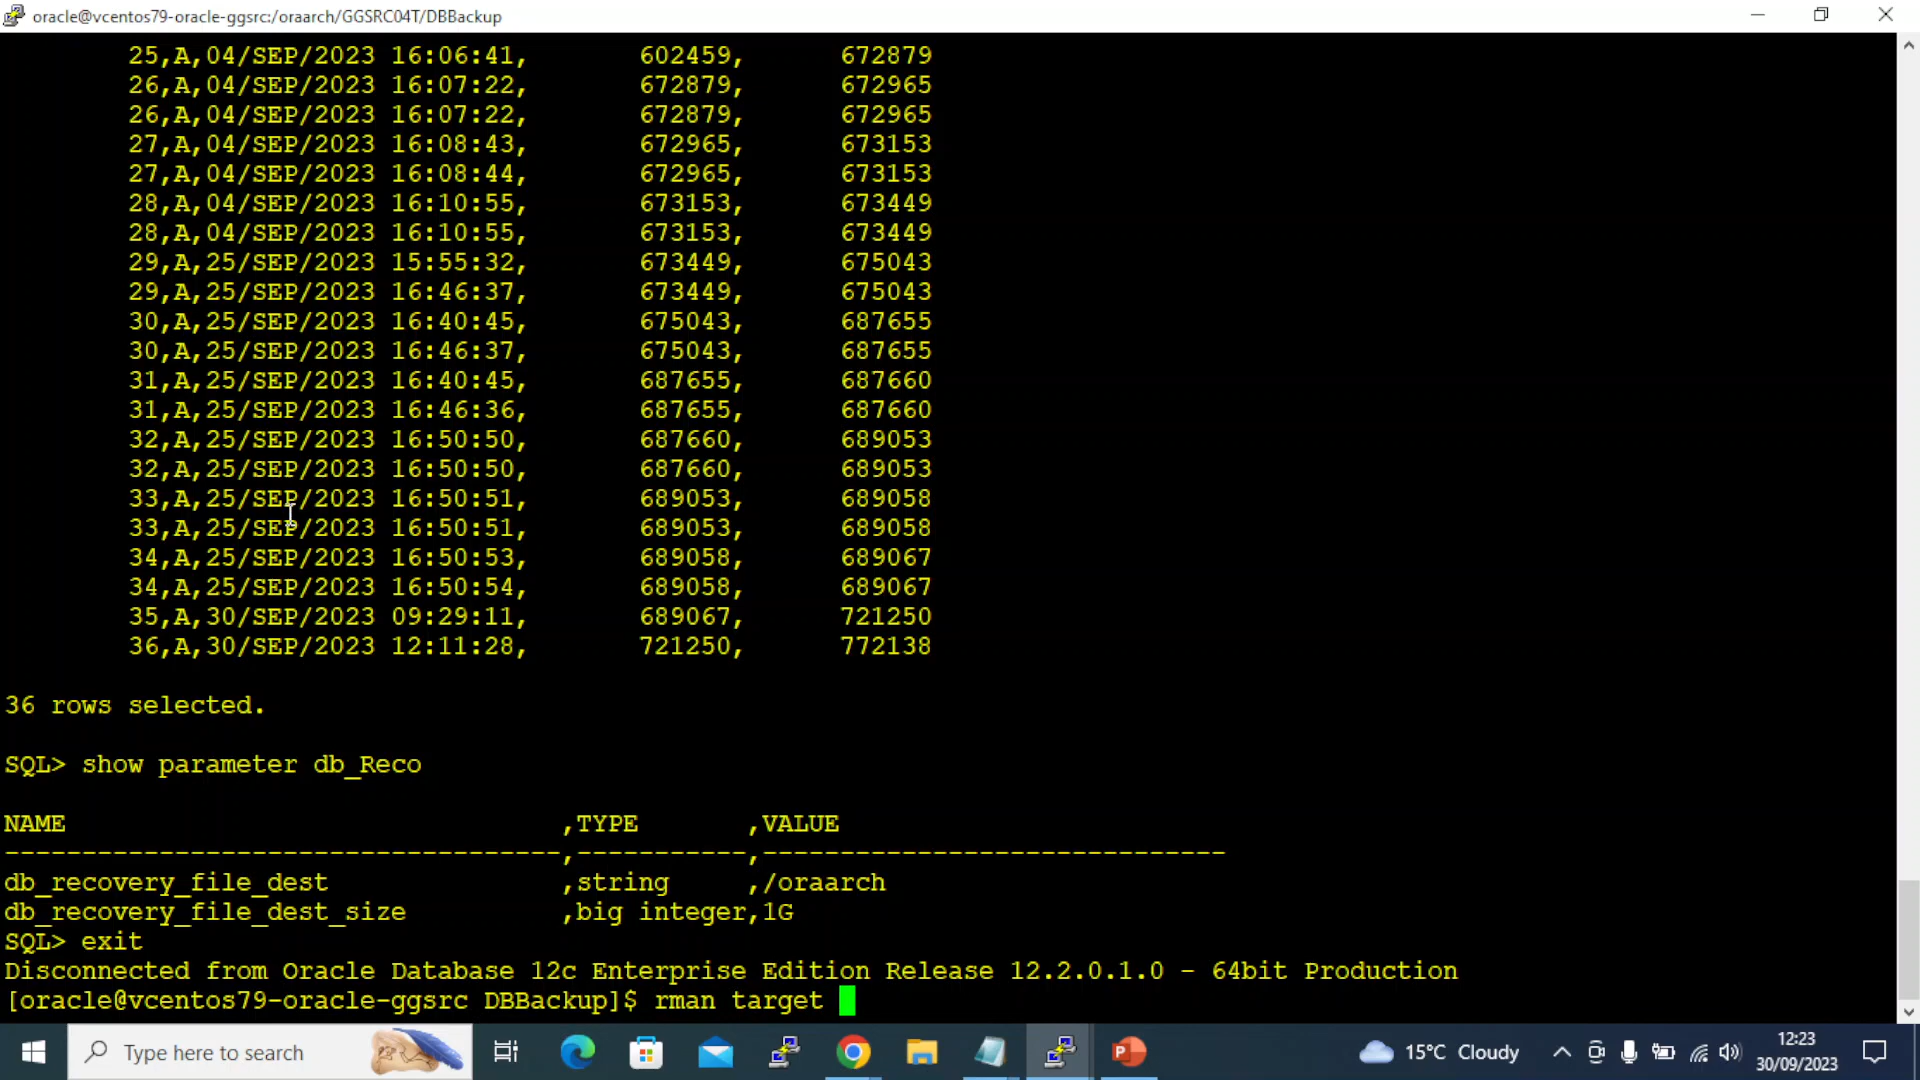 oracle@vcentos79-oracle-ggsrc:/oraarch/GGSRC04T/DBBackup
25,A,04/SEP/2023 16:06:41, 602459, 672879
26,A,04/SEP/2023 16:07:22, 672879, 672965
26,A,04/SEP/2023 16:07:22, 672879, 672965
27,A,04/SEP/2023 16:08:43, 672965, 673153
27,A,04/SEP/2023 16:08:44, 672965, 673153
28,A,04/SEP/2023 16:10:55, 673153, 673449
28,A,04/SEP/2023 16:10:55, 673153, 673449
29,A,25/SEP/2023 15:55:32, 673449, 675043
29,A,25/SEP/2023 16:46:37, 673449, 675043
30,A,25/SEP/2023 16:40:45, 675043, 687655
30,A,25/SEP/2023 16:46:37, 675043, 687655
31,A,25/SEP/2023 16:40:45, 687655, 687660
31,A,25/SEP/2023 16:46:36, 687655, 687660
32,A,25/SEP/2023 16:50:50, 687660, 689053
32,A,25/SEP/2023 16:50:50, 687660, 689053
33,A,25/SEP/2023 16:50:51, 689053, 689058
33,A,25/SEP/2023 16:50:51, 689053, 689058
34,A,25/SEP/2023 16:50:53, 689058, 689067
34,A,25/SEP/2023 16:50:54, 689058, 689067
35,A,30/SEP/2023 09:29:11, 689067, 721250
36,A,30/SEP/2023 12:11:28, 721250, 772138
36 rows selected.
SQL> show parameter db_Reco
NAME ,TYPE ,VALUE
------------------------------------,-----------,------------------------------
db_recovery_file_dest ,string ,/oraarch
db_recovery_file_dest_size ,big integer,1G
SQL> exit
Disconnected from Oracle Database 12c Enterprise Edition Release 12.2.0.1.0 - 64bit Production
[oracle@vcentos79-oracle-ggsrc DBBackup]$ rman target
Type here to search
15°C Cloudy
12:23
30/09/2023